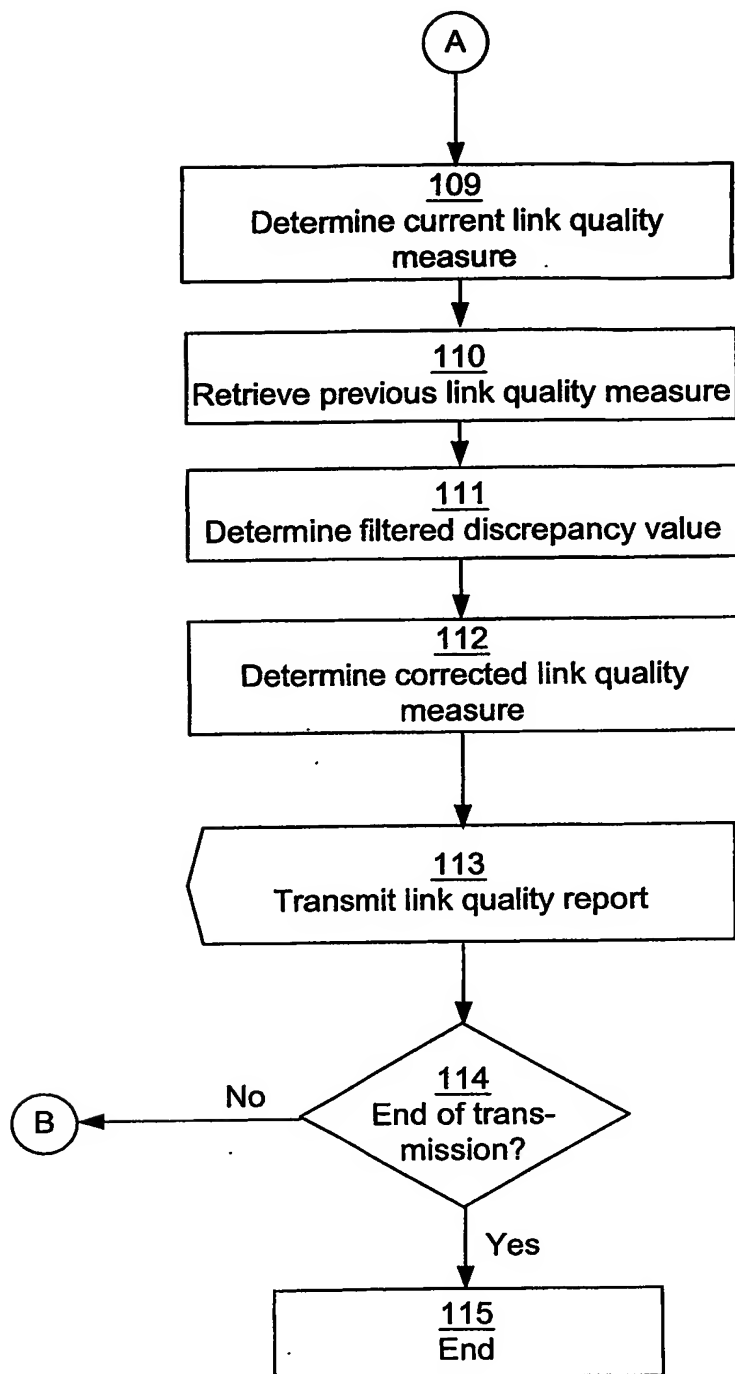 A
109
Determine current link quality
measure
110
Retrieve previous link quality measure
111
Determine filtered discrepancy value
112
Determine corrected link quality
measure
113
Transmit link quality report
114
End of trans-
mission?
No
B
Yes
115
End